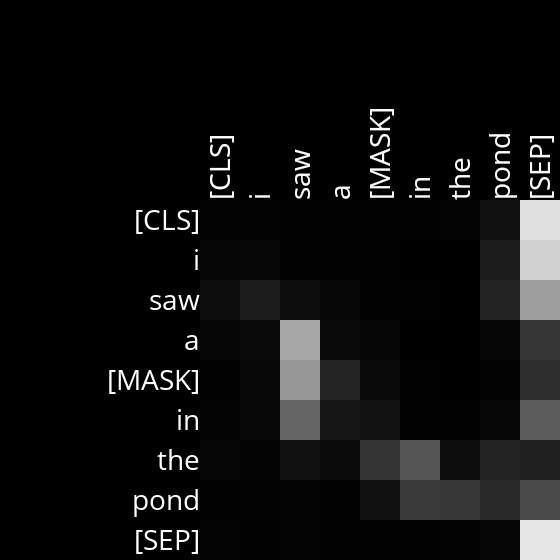 [CLS] i saw a [MASK] in the pond [SEP]
[CLS]
i
saw
a
[MASK]
in
the
pond
[SEP]